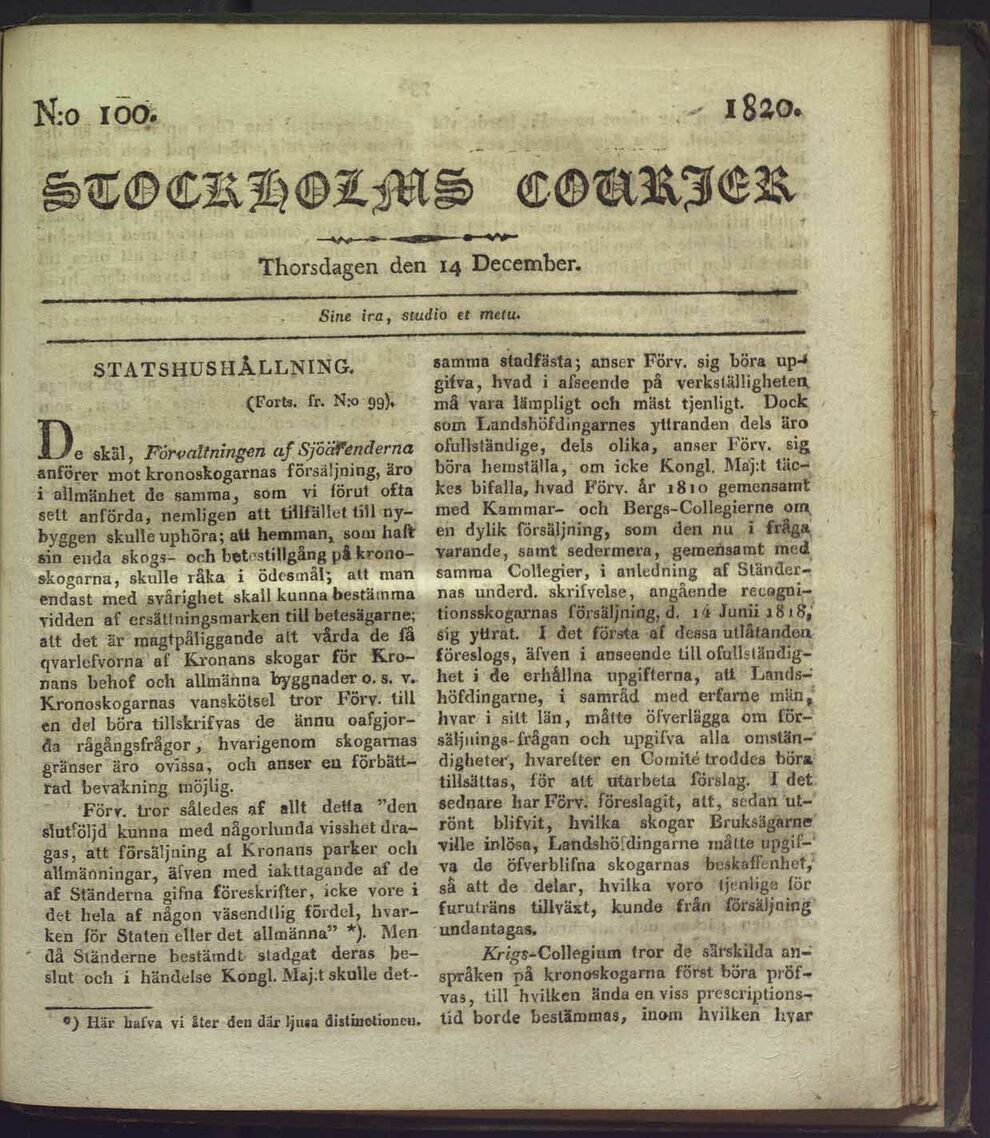 N:o 100.
1820.
STOCKHOLMS COURIER
Thorsdagen den 14 December.
Sine ira, studio et metu.
STATSHUSHÅLLNING.
(Forts. fr. N:o 99).
De skäl, Förvaltningen af Sjöärenderna
anförer mot kronoskogarnas försäljning, äro
i allmänhet de samma, som vi förut ofta
sett anförda, nemligen att tillfället till ny-
byggen skulle uphöra; att hemman, som haft
sin enda skogs- och betestillgång på krono-
skogarna, skulle råka i ödesmål; att man
endast med svårighet skall kunna bestämma
vidden af ersättningsmarken till betesägarne;
att det är magtpåliggande att vårda de få
qvarlefvorna af Kronans skogar för Kro-
nans behof och allmänna byggnader o. s. v.
Kronoskogarnas vanskötsel tror Förv. till
en del böra tillskrifvas de ännu oafgjor-
da rågångsfrågor, hvarigenom skogarnas
gränser äro ovissa, och anser en förbätt-
rad bevakning möjlig.
Förv. tror således af allt detta ”den
slutföljd kunna med någorlunda visshet dra-
gas, att försäljning af Kronans parker och
allmänningar, äfven med iakttagande af de
af Ständerna gifna föreskrifter, icke vore i
det hela af någon väsendtlig fördel, hvar-
ken för Staten eller det allmänna” *). Men
då Ständerne bestämdt stadgat deras be-
slut och i händelse Kongl. Maj:t skulle det-
*) Här hafva vi åter den där ljusa distinctionen.
samma stadfästa; anser Förv. sig böra up-
gifva, hvad i afseende på verkställigheten
må vara lämpligt och mäst tjenligt. Dock
som Landshöfdingarnes yttranden dels äro
ofullständige, dels olika, anser Förv. sig
böra hemställa, om icke Kongl. Maj:t täc-
kes bifalla, hvad Förv. år 1810 gemensamt
med Kammar- och Bergs-Collegierne om
en dylik försäljning, som den nu i fråga
varande, samt sedermera, gemensamt med
samma Collegier, i anledning af Ständer-
nas underd. skrifvelse, angående recogni-
tionsskogarnas försäljning, d. 14 Junii 1818,
sig yttrat. I det första af dessa utlåtanden
föreslogs, äfven i anseende till ofullständig-
het i de erhållna upgifterna, att Lands-
höfdingarne, i samråd med erfarne män,
hvar i sitt län, måtte öfverlägga om för-
säljnings-frågan och upgifva alla omstän-
digheter, hvarefter en Comité troddes böra
tillsättas, för att utarbeta förslag. I det
sednare har Förv. föreslagit, att, sedan ut-
rönt blifvit, hvilka skogar Bruksägarne
ville inlösa, Landshöfdingarne måtte upgif-
va de öfverblifna skogarnas beskaffenhet,
så att de delar, hvilka voro tjenlige för
furuträns tillväxt, kunde från försäljning
undantagas.
Krigs-Collegium tror de särskilda an-
språken på kronoskogarna först böra pröf-
vas, till hvilken ända en viss prescriptions-
tid borde bestämmas, inom hvilken hvar